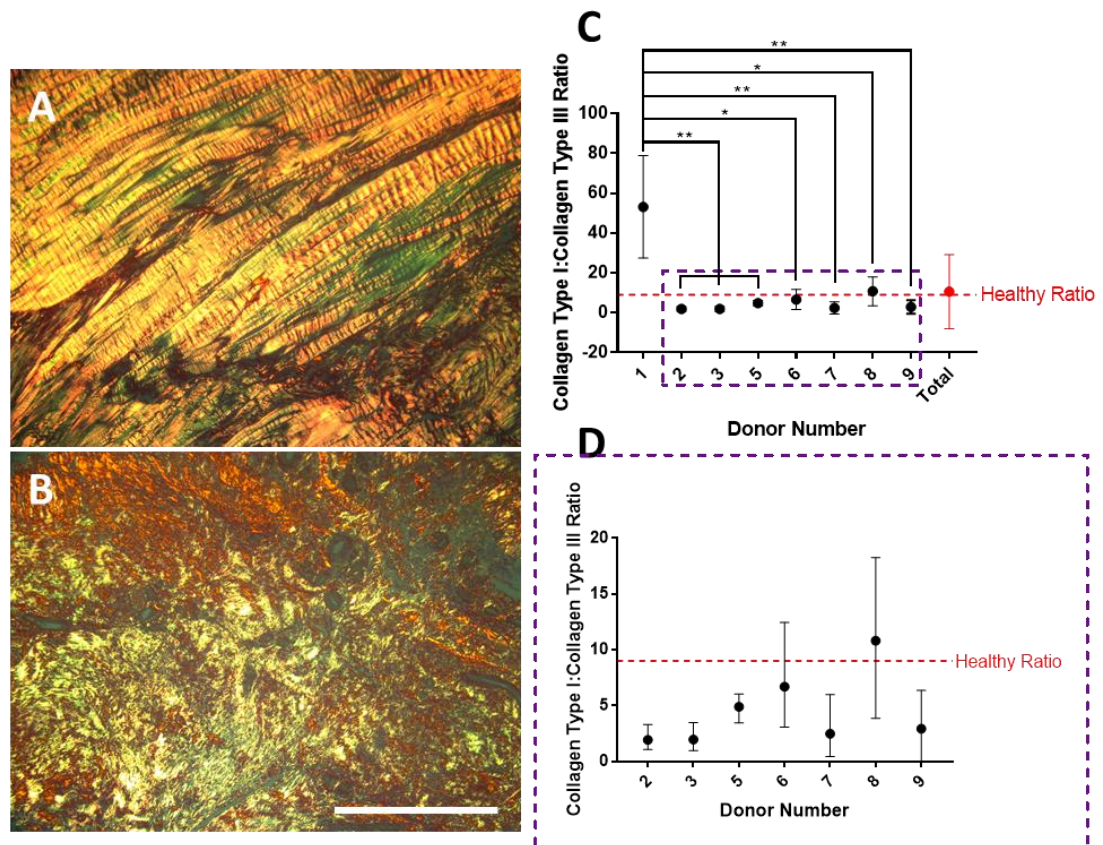 A
B
C
Collagen Type I:Collagen Type III Ratio
**
*
**
*
**
100
80
60
40
20
0
-20
Healthy Ratio
1 2 3 5 6 7 8 9 Total
Donor Number
D
Collagen Type I:Collagen Type III Ratio
20
15
10
5
0
Healthy Ratio
2 3 5 6 7 8 9
Donor Number